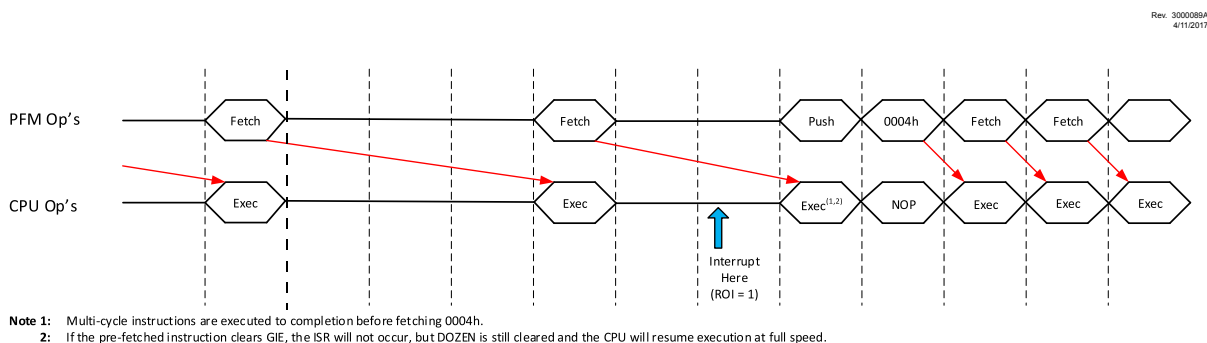 Rev. 3000089A
4/11/2017
PFM Op's
Fetch
Fetch
Push
0004h
Fetch
Fetch
CPU Op's
Exec
Exec
Exec(1,2)
NOP
Exec
Exec
Exec
Interrupt
Here
(ROI = 1)
Note 1: Multi-cycle instructions are executed to completion before fetching 0004h.
2: If the pre-fetched instruction clears GIE, the ISR will not occur, but DOZEN is still cleared and the CPU will resume execution at full speed.